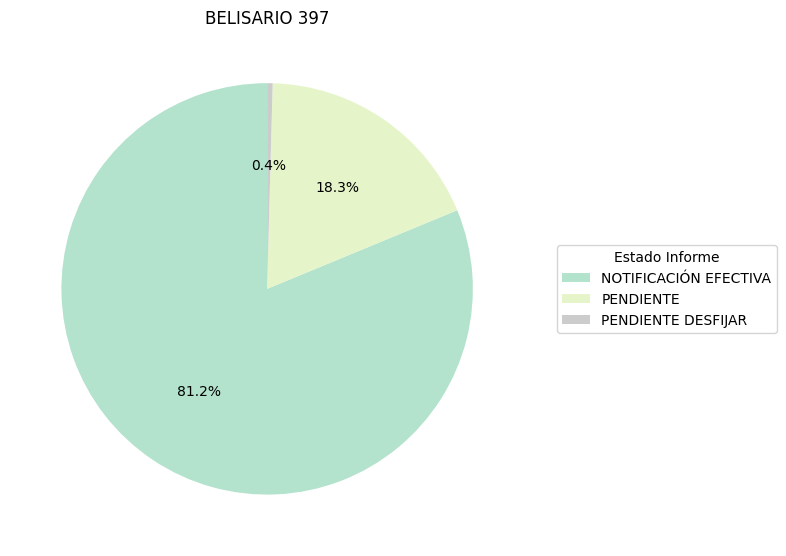 BELISARIO 397
0.4%
18.3%
81.2%
Estado Informe
NOTIFICACIÓN EFECTIVA
PENDIENTE
PENDIENTE DESFIJAR